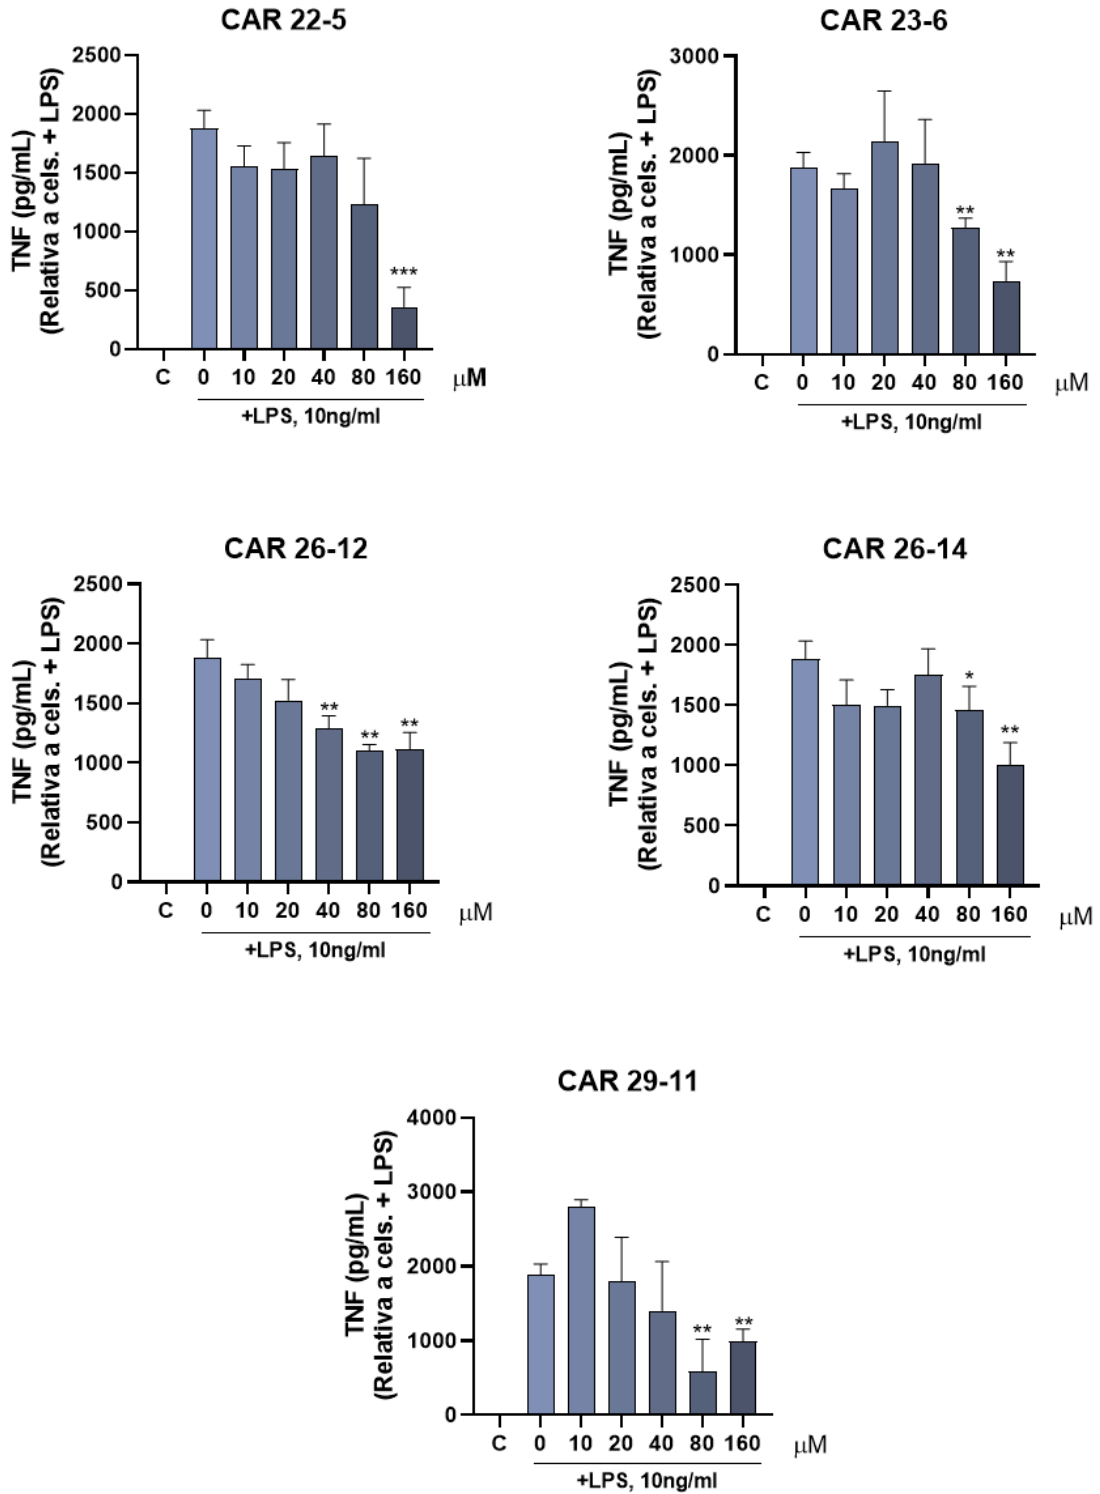 CAR 22-5
TNF (pg/mL)
(Relativa a cels. + LPS)
2500
2000
1500
1000
500
0
***
C 0 10 20 40 80 160 µM
+LPS, 10ng/ml
CAR 23-6
TNF (pg/mL)
(Relativa a cels. + LPS)
3000
2000
1000
0
**
**
C 0 10 20 40 80 160 µM
+LPS, 10ng/ml
CAR 26-12
TNF (pg/mL)
(Relativa a cels. + LPS)
2500
2000
1500
1000
500
0
**
**
**
C 0 10 20 40 80 160 µM
+LPS, 10ng/ml
CAR 26-14
TNF (pg/mL)
(Relativa a cels. + LPS)
2500
2000
1500
1000
500
0
*
**
C 0 10 20 40 80 160 µM
+LPS, 10ng/ml
CAR 29-11
TNF (pg/mL)
(Relativa a cels. + LPS)
4000
3000
2000
1000
0
**
**
C 0 10 20 40 80 160 µM
+LPS, 10ng/ml